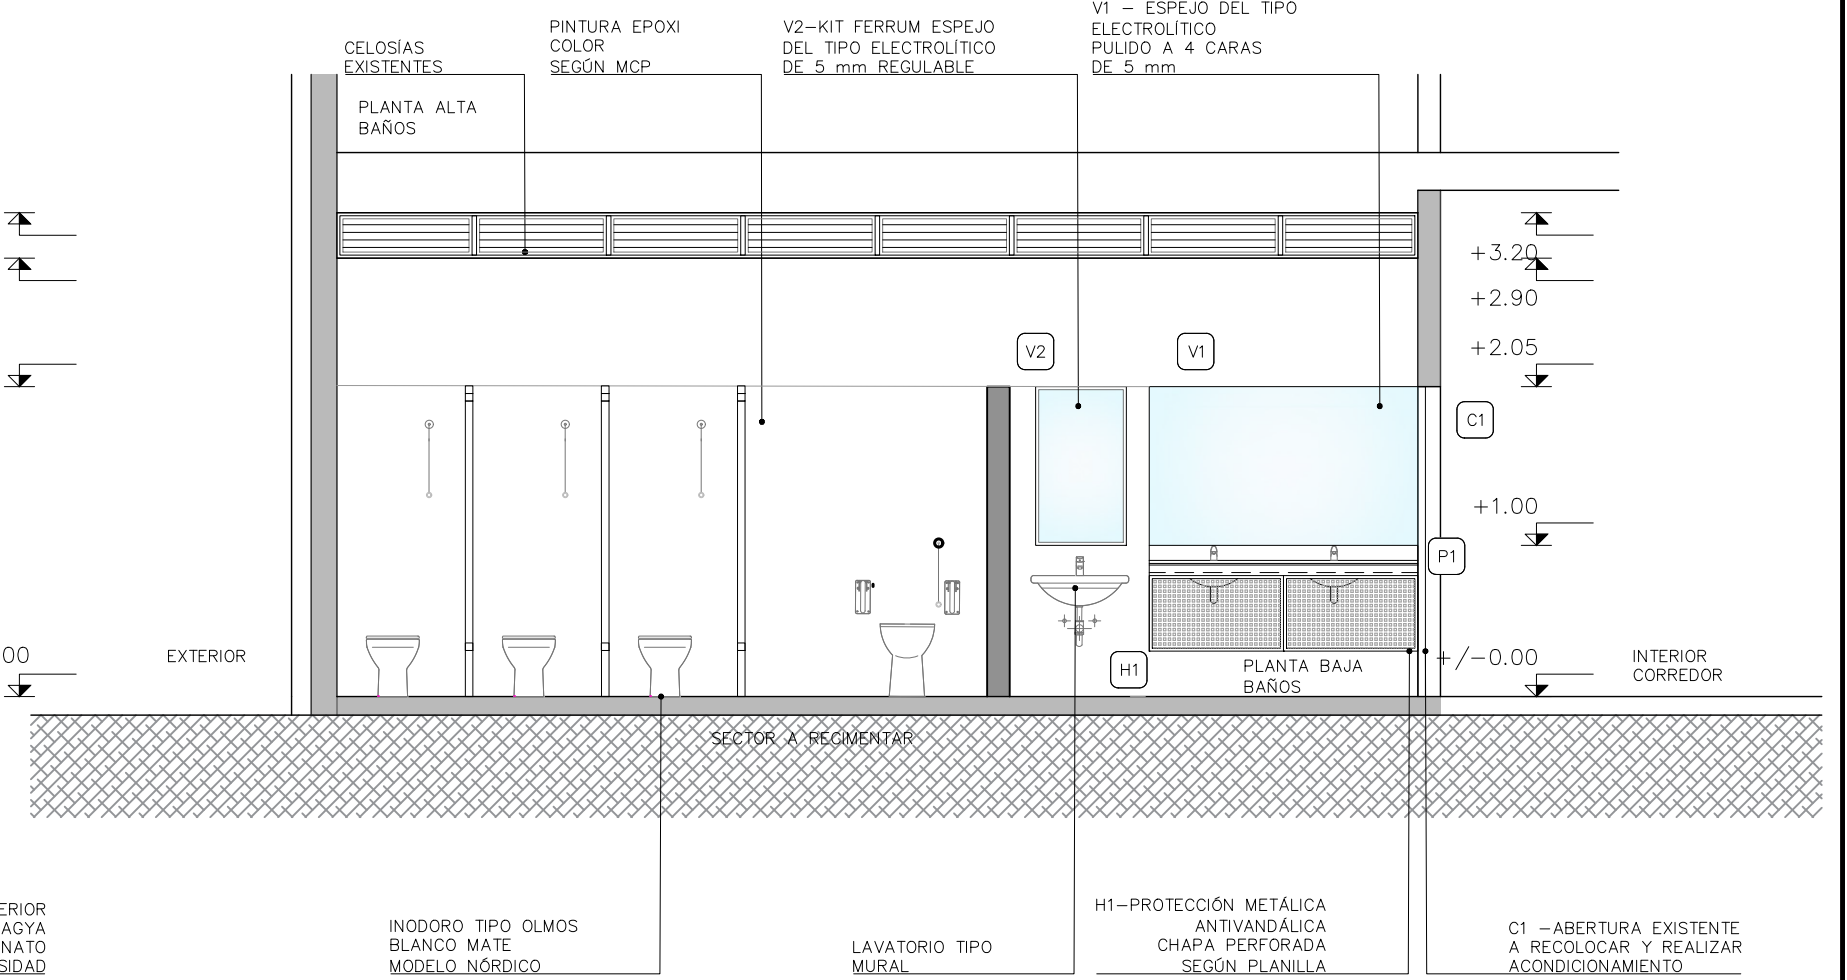 CELOSÍAS
EXISTENTES
PINTURA EPOXI
COLOR
SEGÚN MCP
V2-KIT FERRUM ESPEJO
DEL TIPO ELECTROLÍTICO
DE 5 mm REGULABLE
V1 - ESPEJO DEL TIPO
ELECTROLÍTICO
PULIDO A 4 CARAS
DE 5 mm
PLANTA ALTA
BAÑOS
+3.20
+2.90
+2.05
V2
V1
C1
+1.00
P1
00
EXTERIOR
H1
PLANTA BAJA
BAÑOS
+/-0.00
INTERIOR
CORREDOR
SECTOR A RECIMENTAR
ERIOR
AGYA
NATO
SIDAD
INODORO TIPO OLMOS
BLANCO MATE
MODELO NÓRDICO
LAVATORIO TIPO
MURAL
H1-PROTECCIÓN METÁLICA
ANTIVANDÁLICA
CHAPA PERFORADA
SEGÚN PLANILLA
C1 -ABERTURA EXISTENTE
A RECOLOCAR Y REALIZAR
ACONDICIONAMIENTO